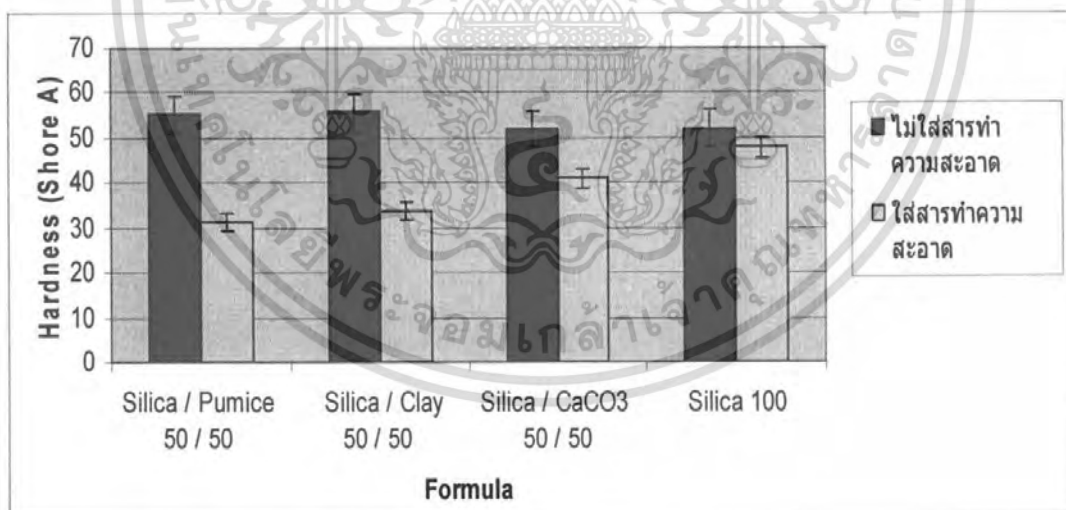 70
60
50
40
30
20
10
0
Hardness (Shore A)
Silica / Pumice
50 / 50
Silica / Clay
50 / 50
Silica / CaCO3
50 / 50
Silica 100
Formula
ไม่ใส่สารทำ
ความสะอาด
ใส่สารทำความ
สะอาด